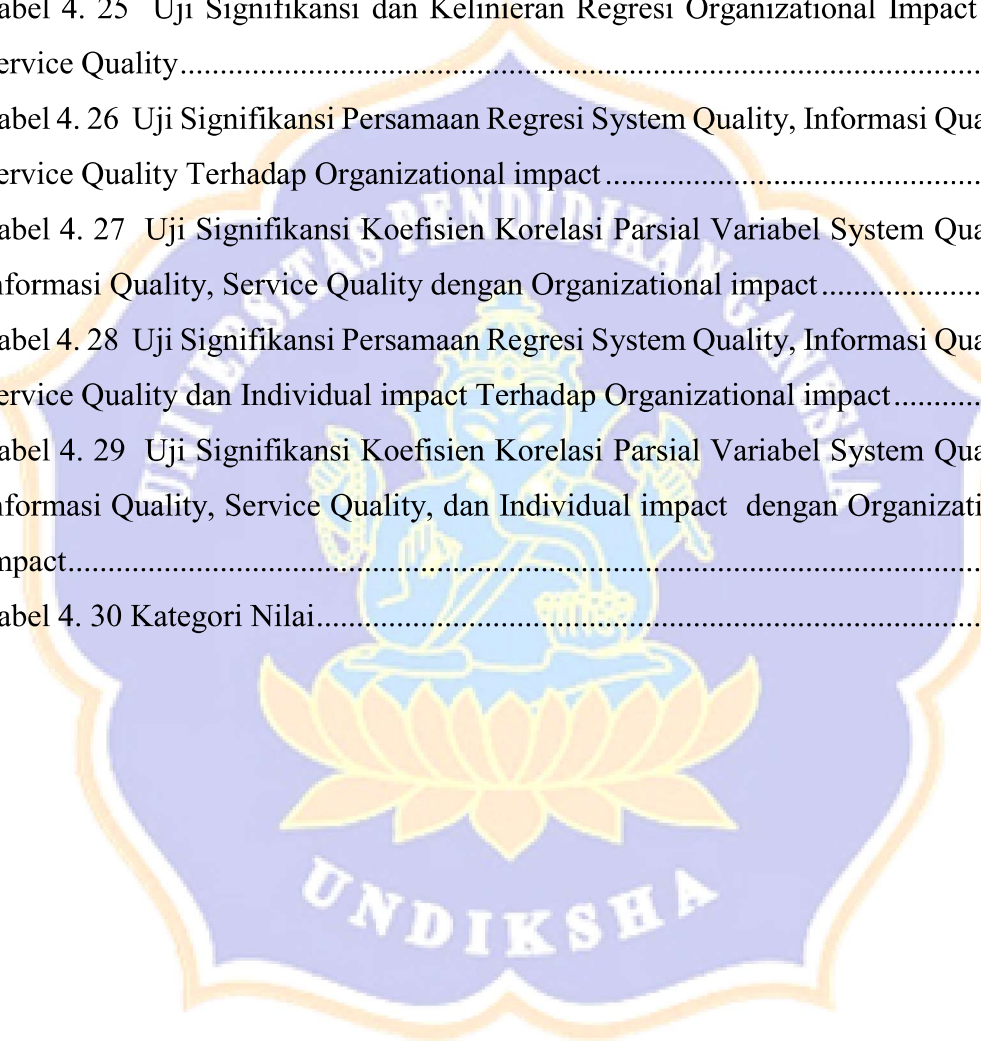 abel 4. 25 Uji Signifikansi dan Kelinieran Regresi Organizational Impact
ervice Quality
abel 4. 26 Uji Signifikansi Persamaan Regresi System Quality, Informasi Qua
ervice Quality Terhadap Organizational impact
abel 4. 27 Uji Signifikansi Koefisien Korelasi Parsial Variabel System Qua
nformasi Quality, Service Quality dengan Organizational impact
abel 4. 28 Uji Signifikansi Persamaan Regresi System Quality, Informasi Qua
ervice Quality dan Individual impact Terhadap Organizational impact
abel 4. 29 Uji Signifikansi Koefisien Korelasi Parsial Variabel System Qua
nformasi Quality, Service Quality, dan Individual impact dengan Organizati
mpact
abel 4. 30 Kategori Nilai
UNIVERSITAS PENDIDIKAN GANESHA
UNDIKSHA